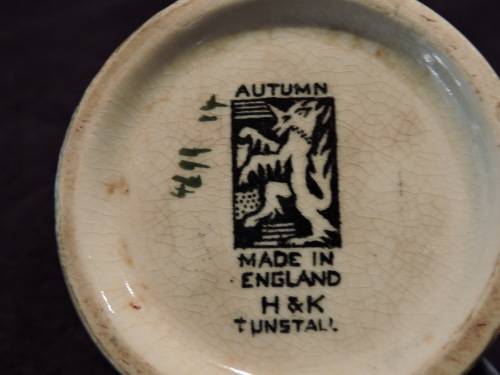 AUTUMN
MADE IN
ENGLAND
H & K
TUNSTALL